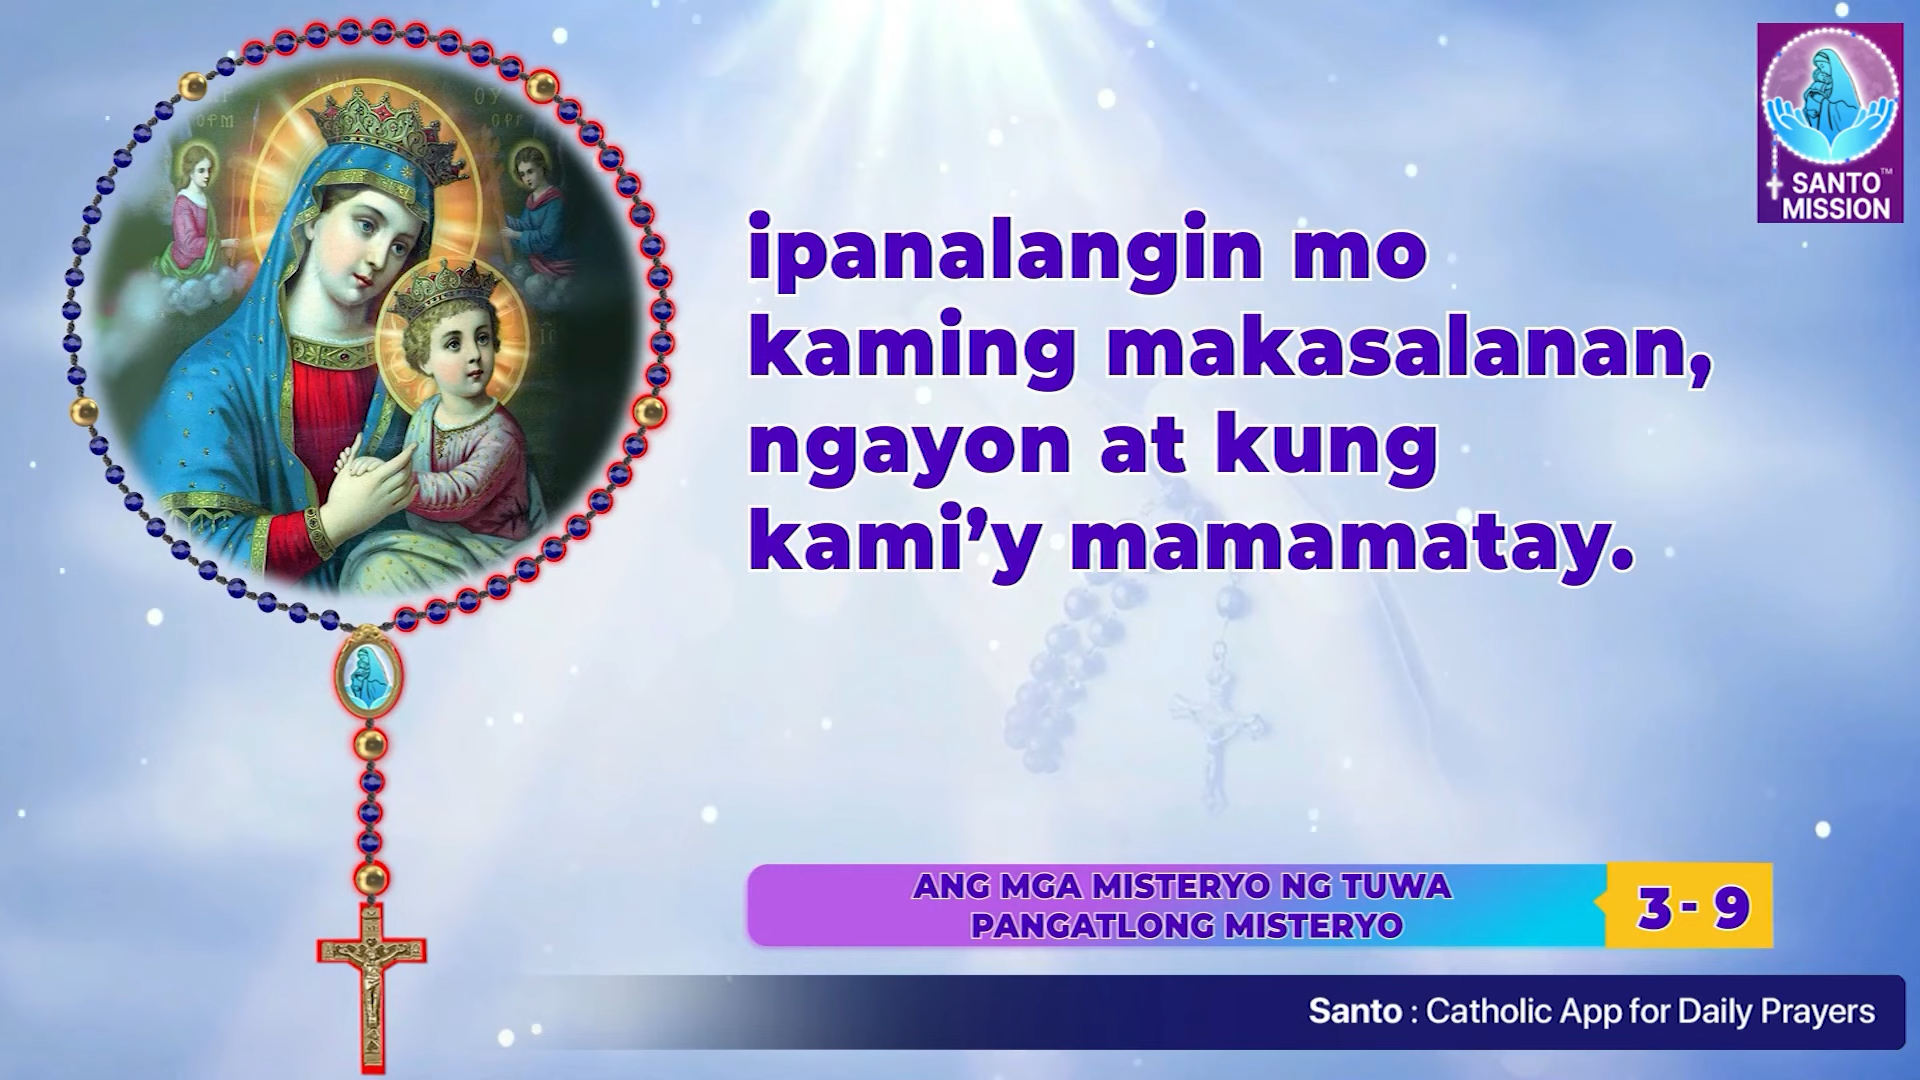 ipanalangin mo
kaming makasalanan,
ngayon at kung
kami’y mamamatay.
SANTO™
MISSION
ANG MGA MISTERYO NG TUWA
PANGATLONG MISTERYO
3 - 9
Santo : Catholic App for Daily Prayers